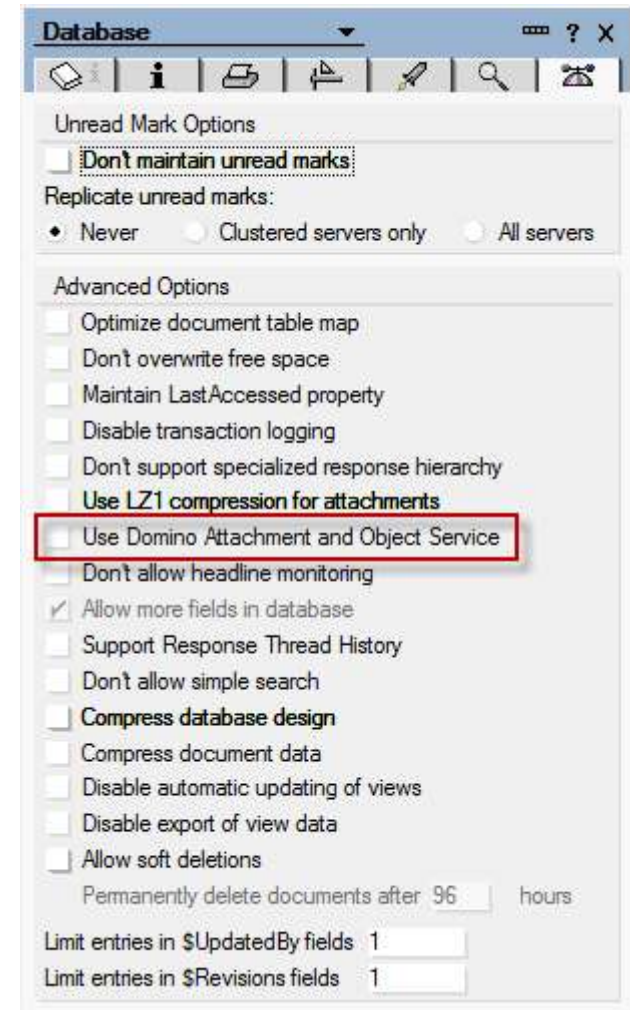 Database ? X
i i
Unread Mark Options
Don't maintain unread marks
Replicate unread marks:
Never Clustered servers only All servers
Advanced Options
Optimize document table map
Don't overwrite free space
Maintain LastAccessed property
Disable transaction logging
Don't support specialized response hierarchy
Use LZ1 compression for attachments
Use Domino Attachment and Object Service
Don't allow headline monitoring
Allow more fields in database
Support Response Thread History
Don't allow simple search
Compress database design
Compress document data
Disable automatic updating of views
Disable export of view data
Allow soft deletions
Permanently delete documents after 96 hours
Limit entries in $UpdatedBy fields 1
Limit entries in $Revisions fields 1